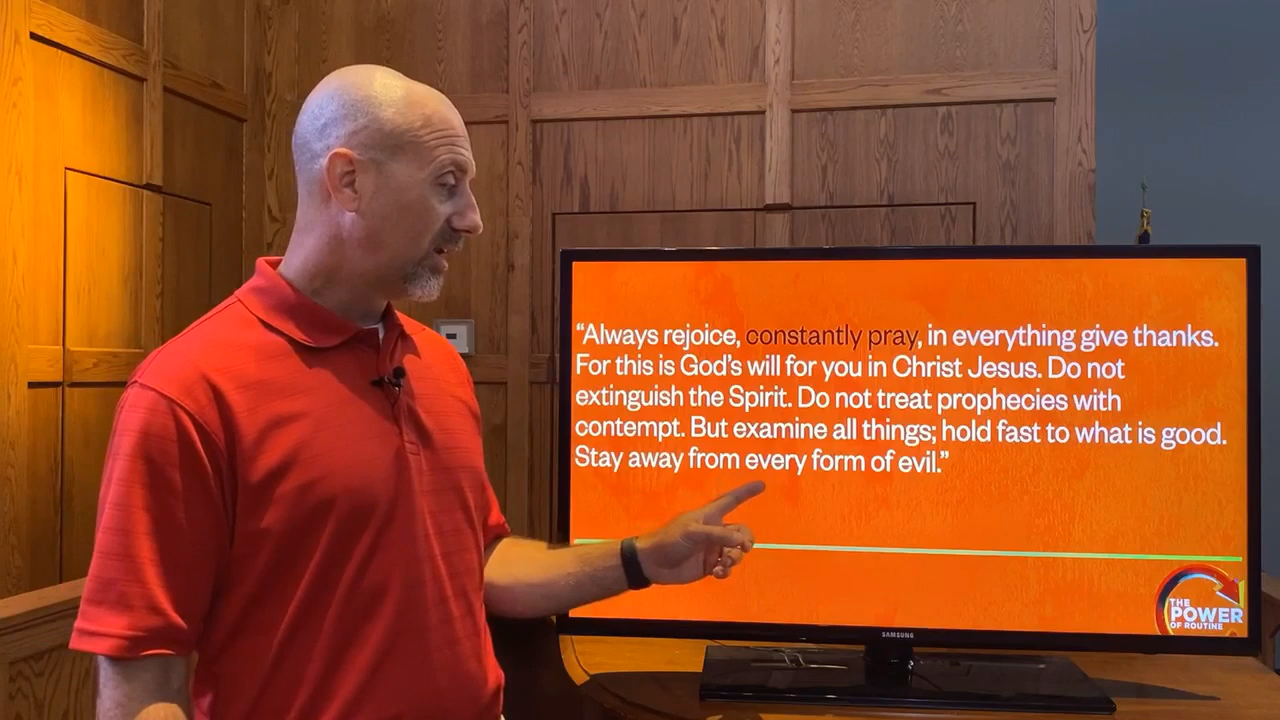 “Always rejoice, constantly pray, in everything give thanks.
For this is God’s will for you in Christ Jesus. Do not
extinguish the Spirit. Do not treat prophecies with
contempt. But examine all things; hold fast to what is good.
Stay away from every form of evil.”
THE
POWER
OF ROUTINE
SAMSUNG